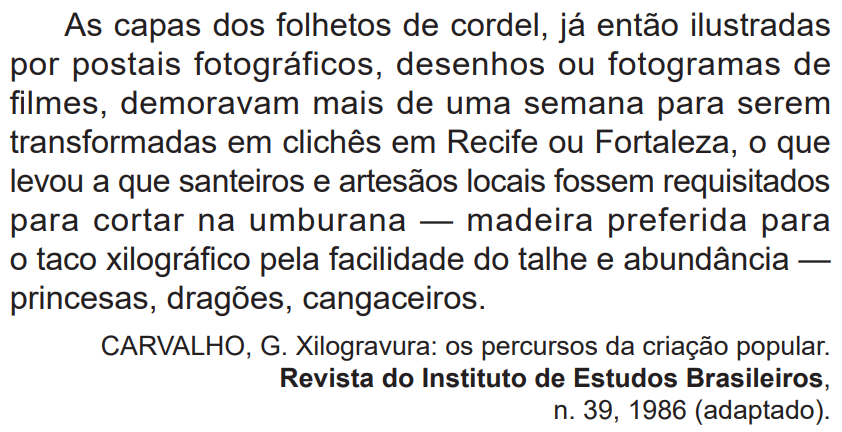 As capas dos folhetos de cordel, já então ilustradas
por postais fotográficos, desenhos ou fotogramas de
filmes, demoravam mais de uma semana para serem
transformadas em clichês em Recife ou Fortaleza, o que
levou a que santeiros e artesãos locais fossem requisitados
para cortar na umburana — madeira preferida para
o taco xilográfico pela facilidade do talhe e abundância —
princesas, dragões, cangaceiros.
CARVALHO, G. Xilogravura: os percursos da criação popular.
Revista do Instituto de Estudos Brasileiros,
n. 39, 1986 (adaptado).